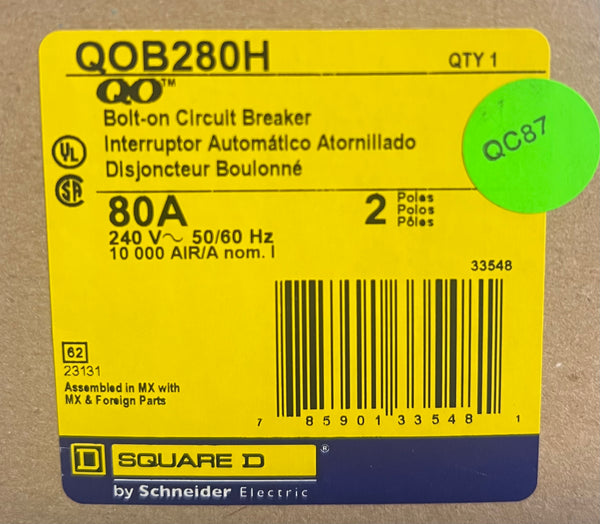 QOB280H
QTY 1
QO™
Bolt-on Circuit Breaker
Interruptor Automático Atornillado
Disjoncteur Boulonné
QC87
UL
SA
80A
2 Poles
Polos
Pôles
240 V~ 50/60 Hz
10 000 AIR/A nom. I
33548
62
23131
Assembled in MX with
MX & Foreign Parts
7 85901 33548 1
D SQUARE D ®
by Schneider Electric